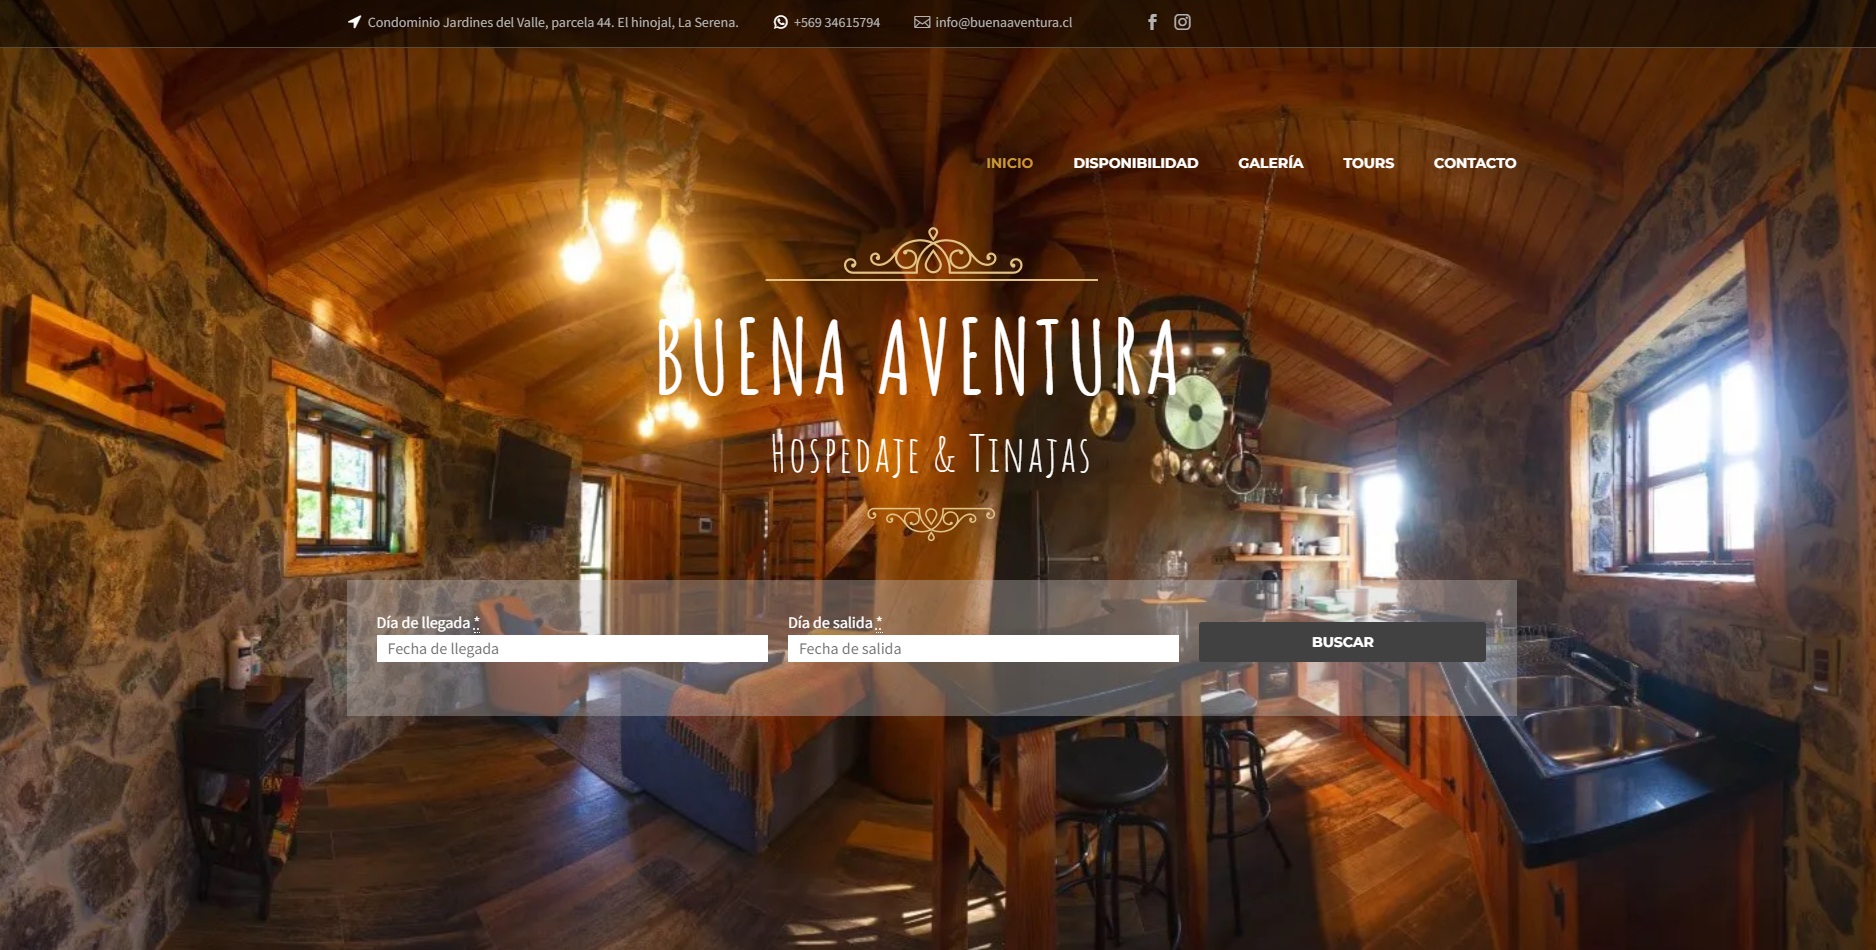 Condominio Jardines del Valle, parcela 44. El hinojal, La Serena. +569 34615794 info@buenaaventura.cl
INICIO DISPONIBILIDAD GALERÍA TOURS CONTACTO
BUENA AVENTURA
Hospedaje & Tinajas
Día de llegada * Día de salida *
Fecha de llegada Fecha de salida BUSCAR